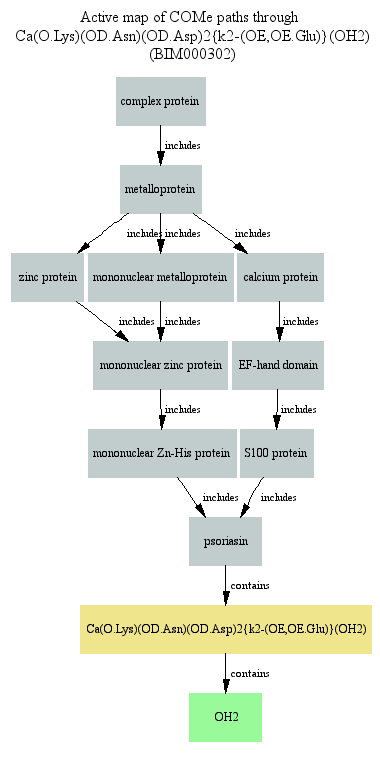 Active map of COMe paths through
Ca(O.Lys)(OD.Asn)(OD.Asp)2{k2-(OE,OE.Glu)}(OH2)
(BIM000302)
complex protein
includes
metalloprotein
includes includes includes
zinc protein mononuclear metalloprotein calcium protein
includes includes includes
mononuclear zinc protein EF-hand domain
includes includes
mononuclear Zn-His protein S100 protein
includes includes
psoriasin
contains
Ca(O.Lys)(OD.Asn)(OD.Asp)2{k2-(OE,OE.Glu)}(OH2)
contains
OH2